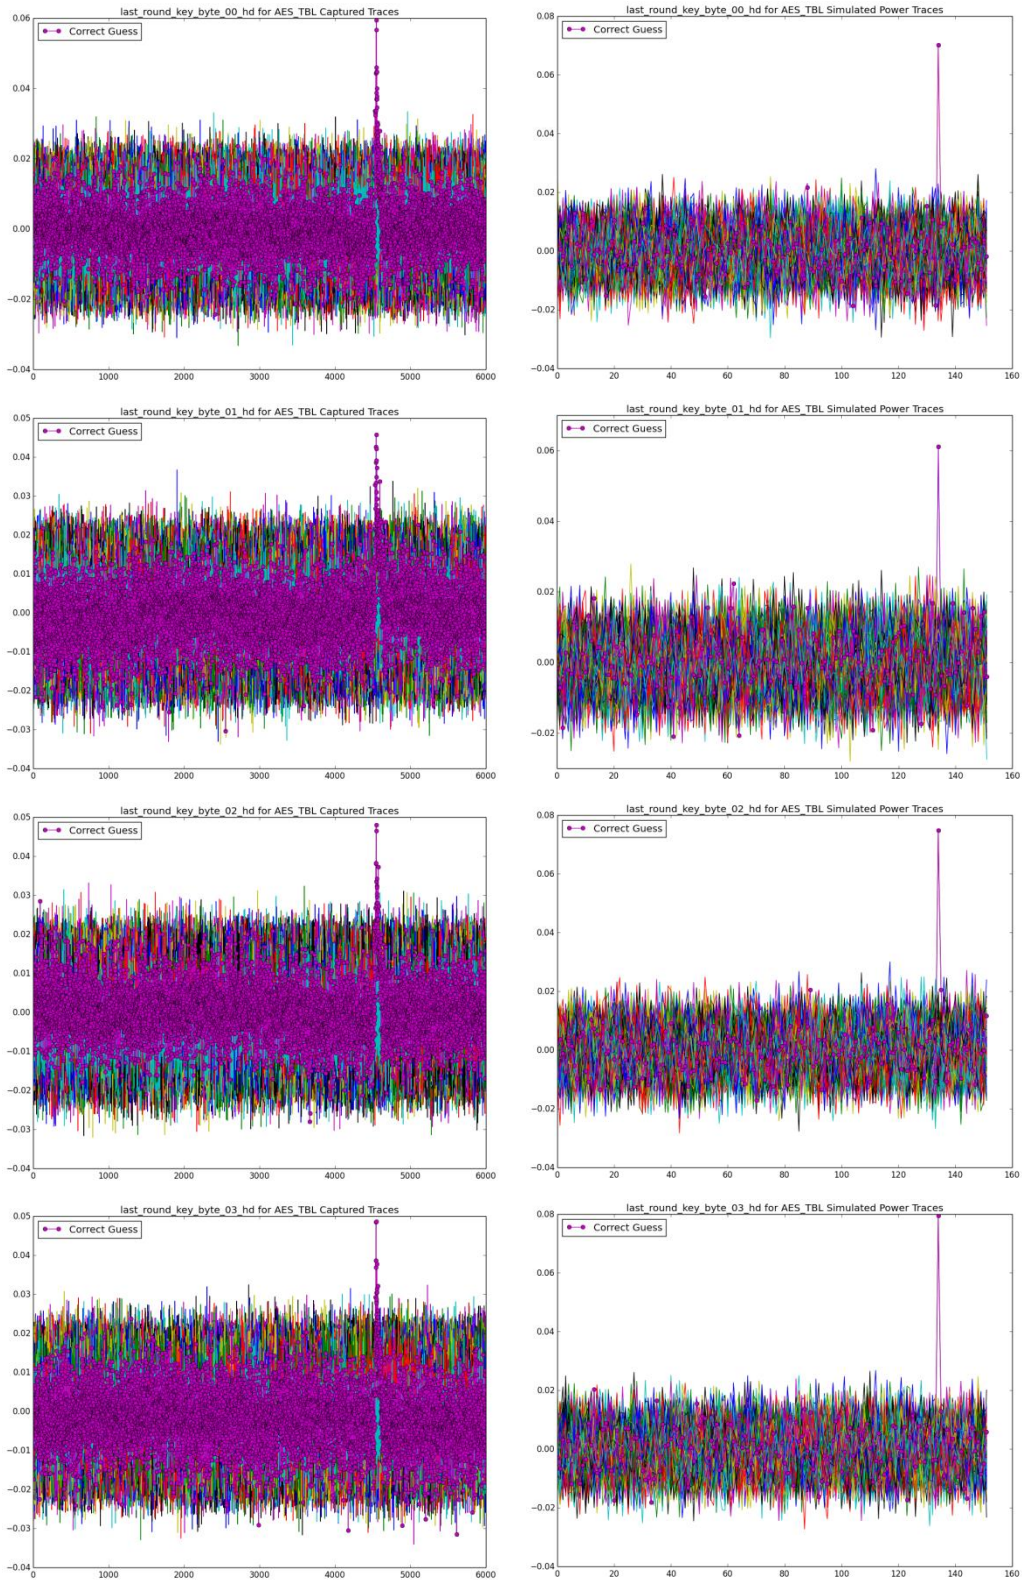 last_round_key_byte_00_hd for AES_TBL Captured Traces
0.06
Correct Guess
0.04
0.02
0.00
−0.02
−0.04
0 1000 2000 3000 4000 5000 6000
last_round_key_byte_00_hd for AES_TBL Simulated Power Traces
0.08
Correct Guess
0.06
0.04
0.02
0.00
−0.02
−0.04
0 20 40 60 80 100 120 140 160
last_round_key_byte_01_hd for AES_TBL Captured Traces
0.05
Correct Guess
0.04
0.03
0.02
0.01
0.00
−0.01
−0.02
−0.03
−0.04
0 1000 2000 3000 4000 5000 6000
last_round_key_byte_01_hd for AES_TBL Simulated Power Traces
Correct Guess
0.06
0.04
0.02
0.00
−0.02
0 20 40 60 80 100 120 140 160
last_round_key_byte_02_hd for AES_TBL Captured Traces
0.05
Correct Guess
0.04
0.03
0.02
0.01
0.00
−0.01
−0.02
−0.03
−0.04
0 1000 2000 3000 4000 5000 6000
last_round_key_byte_02_hd for AES_TBL Simulated Power Traces
0.08
Correct Guess
0.06
0.04
0.02
0.00
−0.02
−0.04
0 20 40 60 80 100 120 140 160
last_round_key_byte_03_hd for AES_TBL Captured Traces
0.05
Correct Guess
0.04
0.03
0.02
0.01
0.00
−0.01
−0.02
−0.03
−0.04
0 1000 2000 3000 4000 5000 6000
last_round_key_byte_03_hd for AES_TBL Simulated Power Traces
0.08
Correct Guess
0.06
0.04
0.02
0.00
−0.02
−0.04
0 20 40 60 80 100 120 140 160